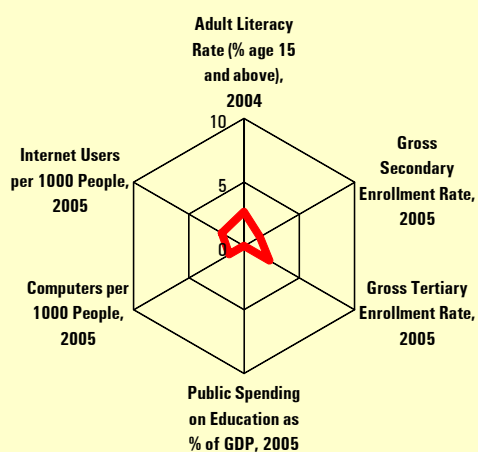 Adult Literacy
Rate (% age 15
and above),
2004
10
5
0
Gross
Secondary
Enrollment Rate,
2005
Gross Tertiary
Enrollment Rate,
2005
Public Spending
on Education as
% of GDP, 2005
Computers per
1000 People,
2005
Internet Users
per 1000 People,
2005